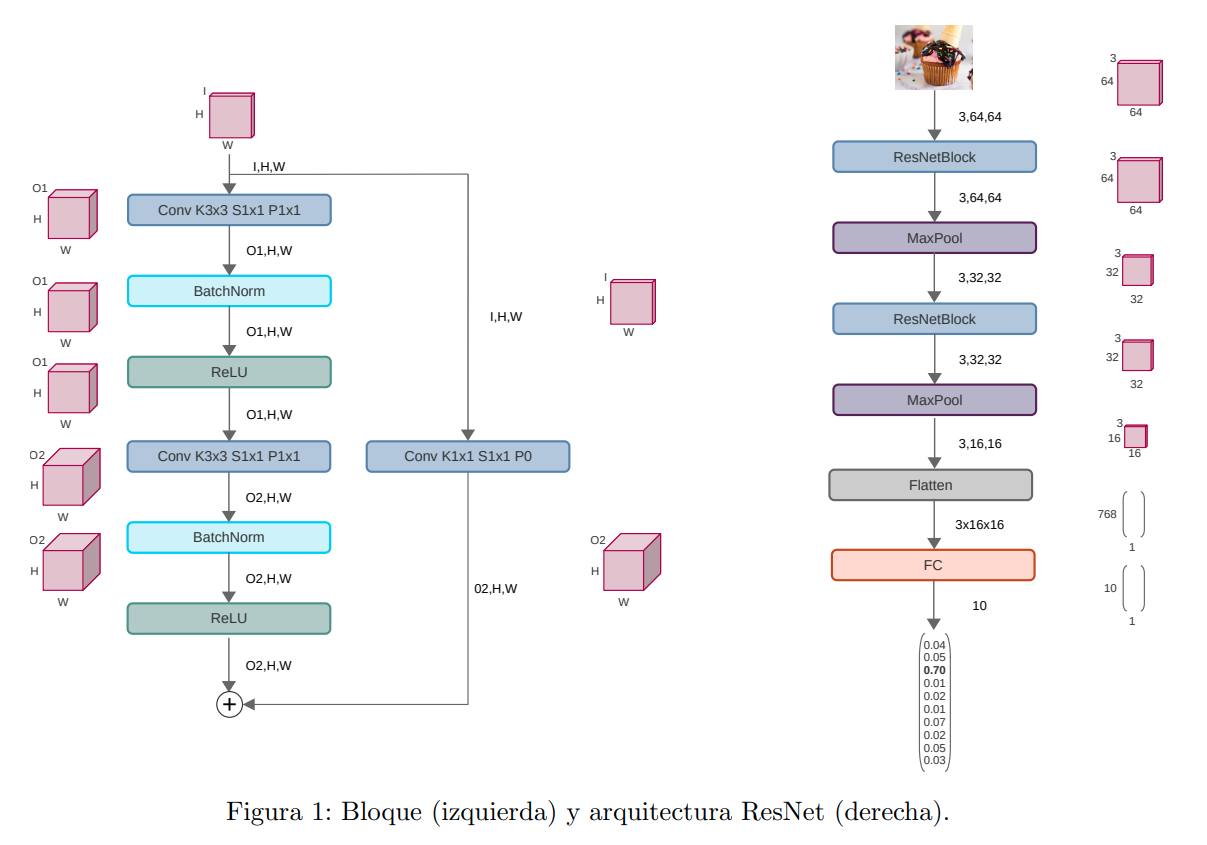 I
H
W
I,H,W
O1
H
W
Conv K3x3 S1x1 P1x1
O1,H,W
O1
H
W
BatchNorm
O1,H,W
O1
H
W
ReLU
O1,H,W
O2
H
W
Conv K3x3 S1x1 P1x1
O2,H,W
O2
H
W
BatchNorm
O2,H,W
ReLU
O2,H,W
+
I,H,W
I
H
W
Conv K1x1 S1x1 P0
02,H,W
O2
H
W
3,64,64
ResNetBlock
3,64,64
MaxPool
3,32,32
ResNetBlock
3,32,32
MaxPool
3,16,16
Flatten
3x16x16
FC
10
0.04
0.05
0.70
0.01
0.02
0.01
0.07
0.02
0.05
0.03
3
64
64
3
64
64
3
32
32
3
32
32
3
16
16
768
1
10
1
Figura 1: Bloque (izquierda) y arquitectura ResNet (derecha).